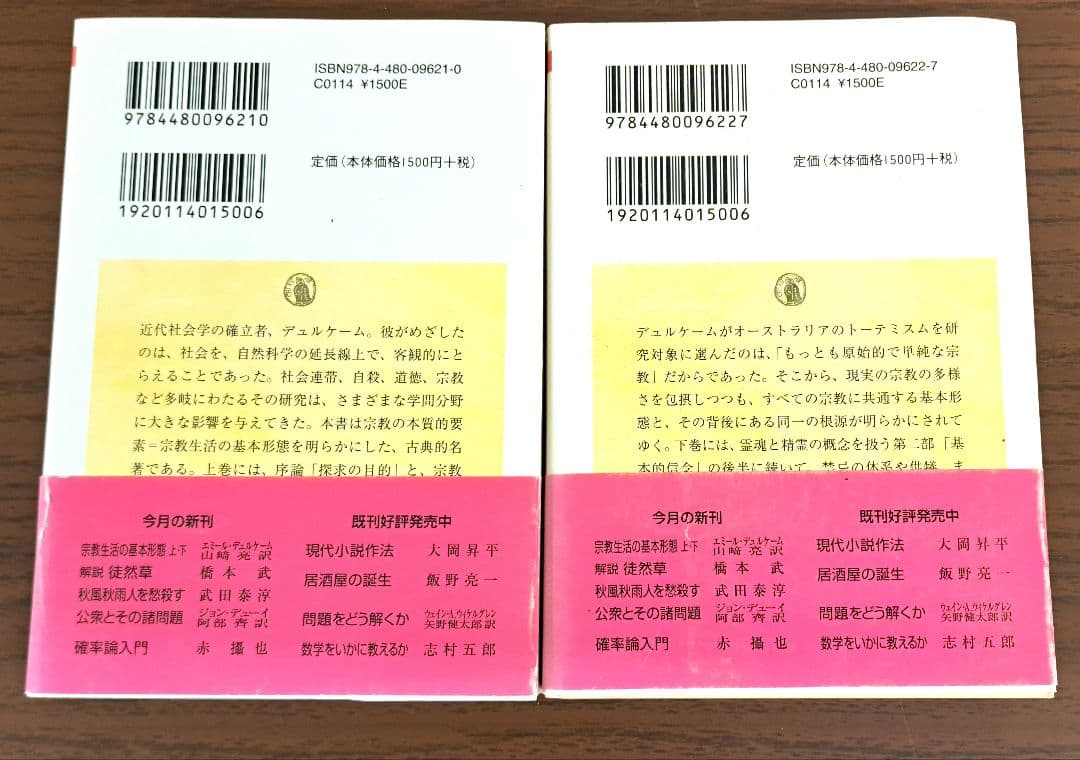 ISBN978-4-480-09621-0
C0114 ¥1500E
9784480096210
定価(本体価格1500円+税)
1920114015006
近代社会学の確立者、デュルケーム。彼がめざした
のは、社会を、自然科学の延長線上で、客観的にと
らえることであった。社会連帯、自殺、道徳、宗教
など多岐にわたるその研究は、さまざまな学問分野
に大きな影響を与えてきた。本書は宗教の本質的要
素=宗教生活の基本形態を明らかにした、古典的名
著である。上巻には、序論「探求の目的」と、宗教
今月の新刊
宗教生活の基本形態 上・下 エミール・デュルケーム 山﨑亮訳
解説 徒然草 橋本武
秋風秋雨人を愁殺す 武田泰淳
公衆とその諸問題 ジョン・デューイ 阿部齊訳
確率論入門 赤攝也
既刊好評発売中
現代小説作法 大岡昇平
居酒屋の誕生 飯野亮一
問題をどう解くか ウェイン・A.ウィケルグレン 矢野健太郎訳
数学をいかに教えるか 志村五郎
ISBN978-4-480-09622-7
C0114 ¥1500E
9784480096227
定価(本体価格1500円+税)
1920114015006
デュルケームがオーストラリアのトーテミスムを研
究対象に選んだのは、「もっとも原始的で単純な宗
教」だからであった。そこから、現実の宗教の多様
さを包摂しつつも、すべての宗教に共通する基本形
態と、その背後にある同一の根源が明らかにされて
ゆく。下巻には、霊魂と精霊の概念を扱う第二部「基
本的信念」の後半に続いて、禁忌の体系や供犠、ま
今月の新刊
宗教生活の基本形態 上・下 エミール・デュルケーム 山﨑亮訳
解説 徒然草 橋本武
秋風秋雨人を愁殺す 武田泰淳
公衆とその諸問題 ジョン・デューイ 阿部齊訳
確率論入門 赤攝也
既刊好評発売中
現代小説作法 大岡昇平
居酒屋の誕生 飯野亮一
問題をどう解くか ウェイン・A.ウィケルグレン 矢野健太郎訳
数学をいかに教えるか 志村五郎